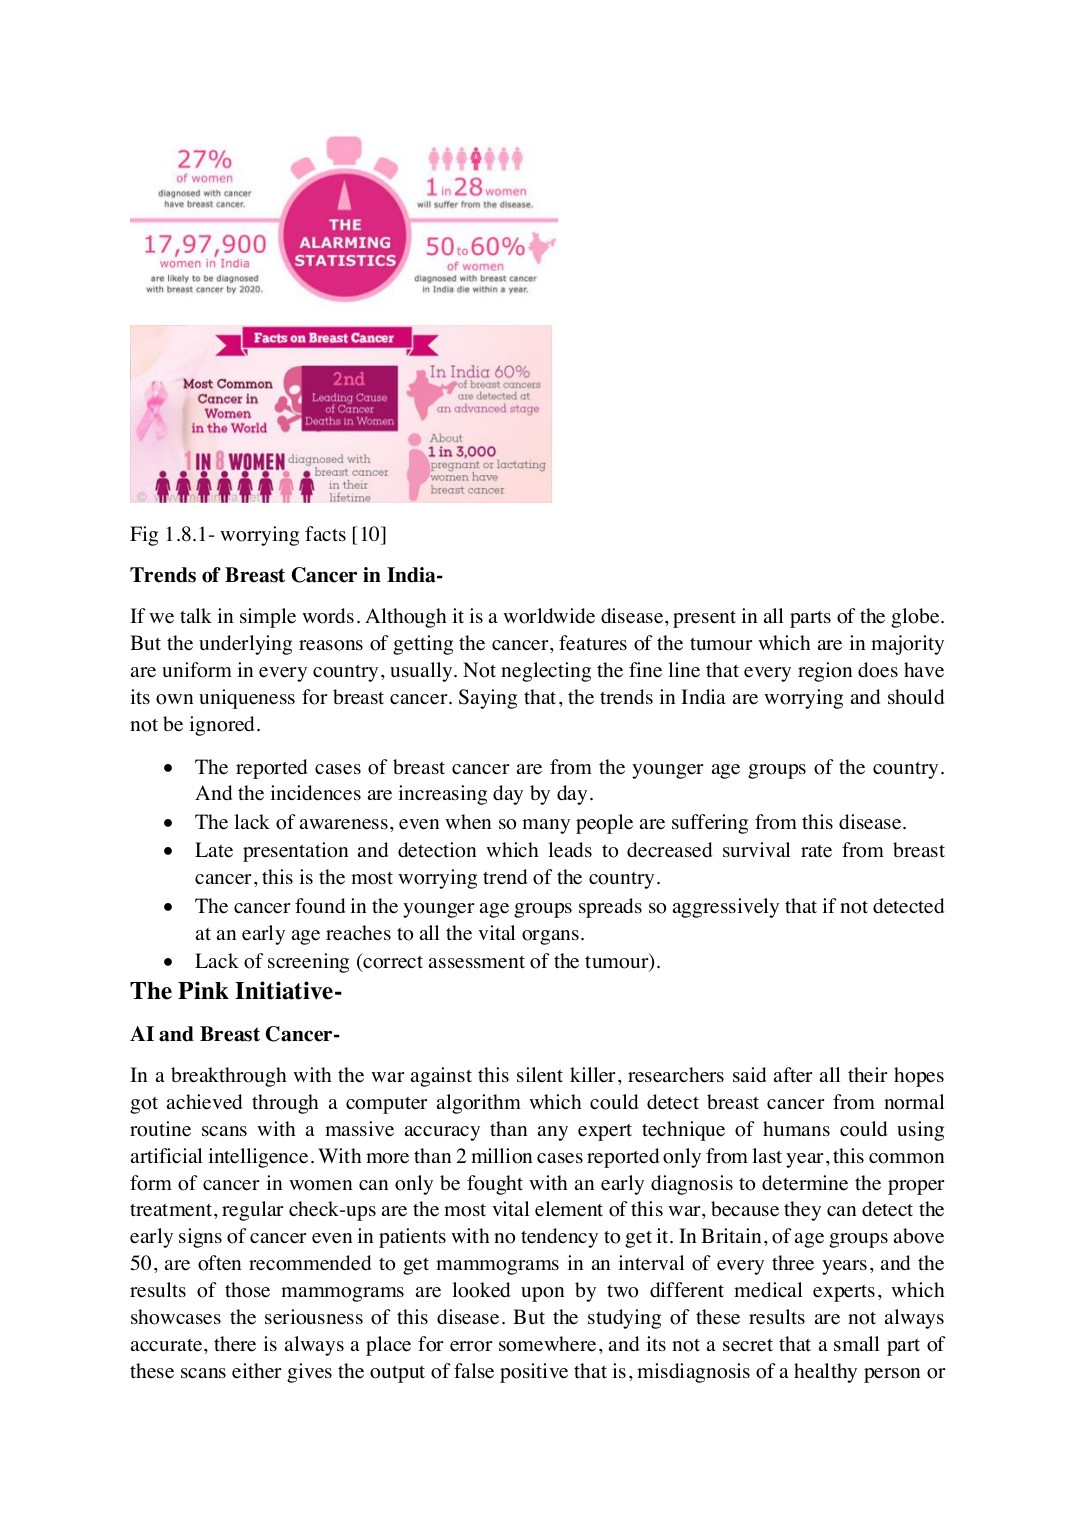 27%
of women
diagnosed with cancer
have breast cancer.
1 in 28 women
will suffer from the disease.
THE
ALARMING
STATISTICS
17,97,900
women in India
are likely to be diagnosed
with breast cancer by 2020.
50 to 60%
of women
diagnosed with breast cancer
in India die within a year.
Facts on Breast Cancer
Most Common
Cancer in
Women
in the World
2nd
Leading Cause
of Cancer
Deaths in Women
In India 60%
of breast cancers
are detected at
an advanced stage
1 IN 8 WOMEN diagnosed with
breast cancer
in their
lifetime
About
1 in 3,000
pregnant or lactating
women have
breast cancer
Fig 1.8.1- worrying facts [10]
Trends of Breast Cancer in India-
If we talk in simple words. Although it is a worldwide disease, present in all parts of the globe.
But the underlying reasons of getting the cancer, features of the tumour which are in majority
are uniform in every country, usually. Not neglecting the fine line that every region does have
its own uniqueness for breast cancer. Saying that, the trends in India are worrying and should
not be ignored.
• The reported cases of breast cancer are from the younger age groups of the country.
And the incidences are increasing day by day.
• The lack of awareness, even when so many people are suffering from this disease.
• Late presentation and detection which leads to decreased survival rate from breast
cancer, this is the most worrying trend of the country.
• The cancer found in the younger age groups spreads so aggressively that if not detected
at an early age reaches to all the vital organs.
• Lack of screening (correct assessment of the tumour).
The Pink Initiative-
AI and Breast Cancer-
In a breakthrough with the war against this silent killer, researchers said after all their hopes
got achieved through a computer algorithm which could detect breast cancer from normal
routine scans with a massive accuracy than any expert technique of humans could using
artificial intelligence. With more than 2 million cases reported only from last year, this common
form of cancer in women can only be fought with an early diagnosis to determine the proper
treatment, regular check-ups are the most vital element of this war, because they can detect the
early signs of cancer even in patients with no tendency to get it. In Britain, of age groups above
50, are often recommended to get mammograms in an interval of every three years, and the
results of those mammograms are looked upon by two different medical experts, which
showcases the seriousness of this disease. But the studying of these results are not always
accurate, there is always a place for error somewhere, and its not a secret that a small part of
these scans either gives the output of false positive that is, misdiagnosis of a healthy person or